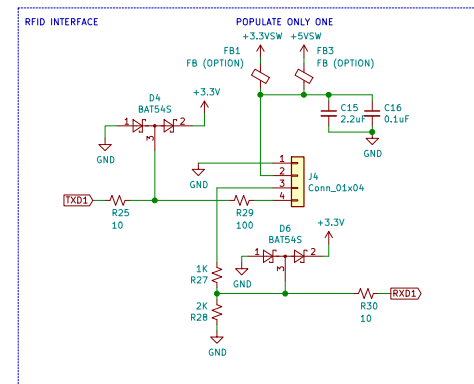 RFID INTERFACE
POPULATE ONLY ONE
+3.3VSW +5VSW
FB1
FB (OPTION)
FB3
FB (OPTION)
D4
BAT54S
+3.3V
1 2
3
GND
C15
2.2uF
C16
0.1uF
GND
GND
1
2
3
4
J4
Conn_01x04
TXD1
R25
10
R29
100
D6
BAT54S
+3.3V
1 2
3
GND
1K
R27
2K
R28
GND
R30
10
RXD1